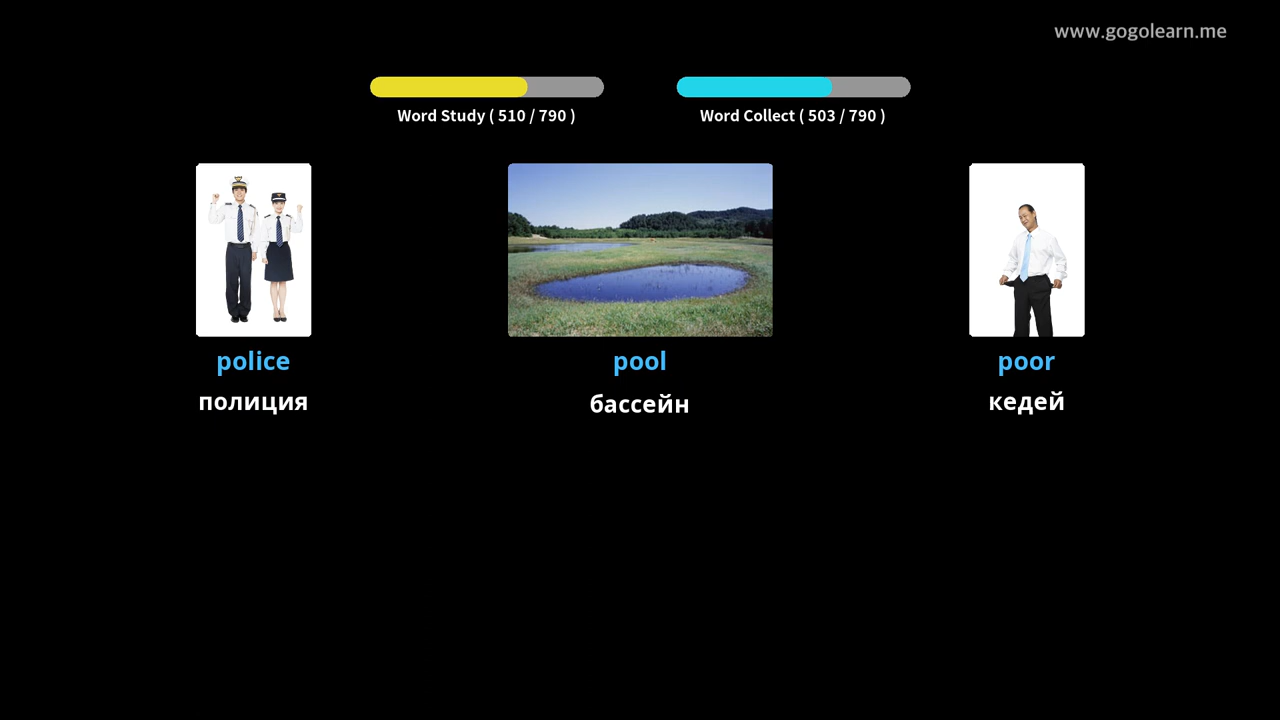 www.gogolearn.me
Word Study ( 510 / 790 )
Word Collect ( 503 / 790 )
police
pool
poor
полиция
бассейн
кедей